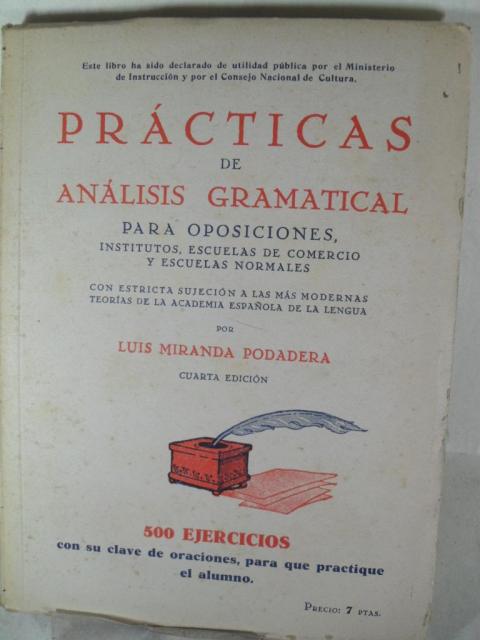 Este libro ha sido declarado de utilidad pública por el Ministerio
de Instrucción y por el Consejo Nacional de Cultura.
PRÁCTICAS
DE
ANÁLISIS GRAMATICAL
PARA OPOSICIONES,
INSTITUTOS, ESCUELAS DE COMERCIO
Y ESCUELAS NORMALES
CON ESTRICTA SUJECIÓN A LAS MÁS MODERNAS
TEORÍAS DE LA ACADEMIA ESPAÑOLA DE LA LENGUA
POR
LUIS MIRANDA PODADERA
CUARTA EDICIÓN
500 EJERCICIOS
con su clave de oraciones, para que practique
el alumno.
PRECIO: 7 PTAS.